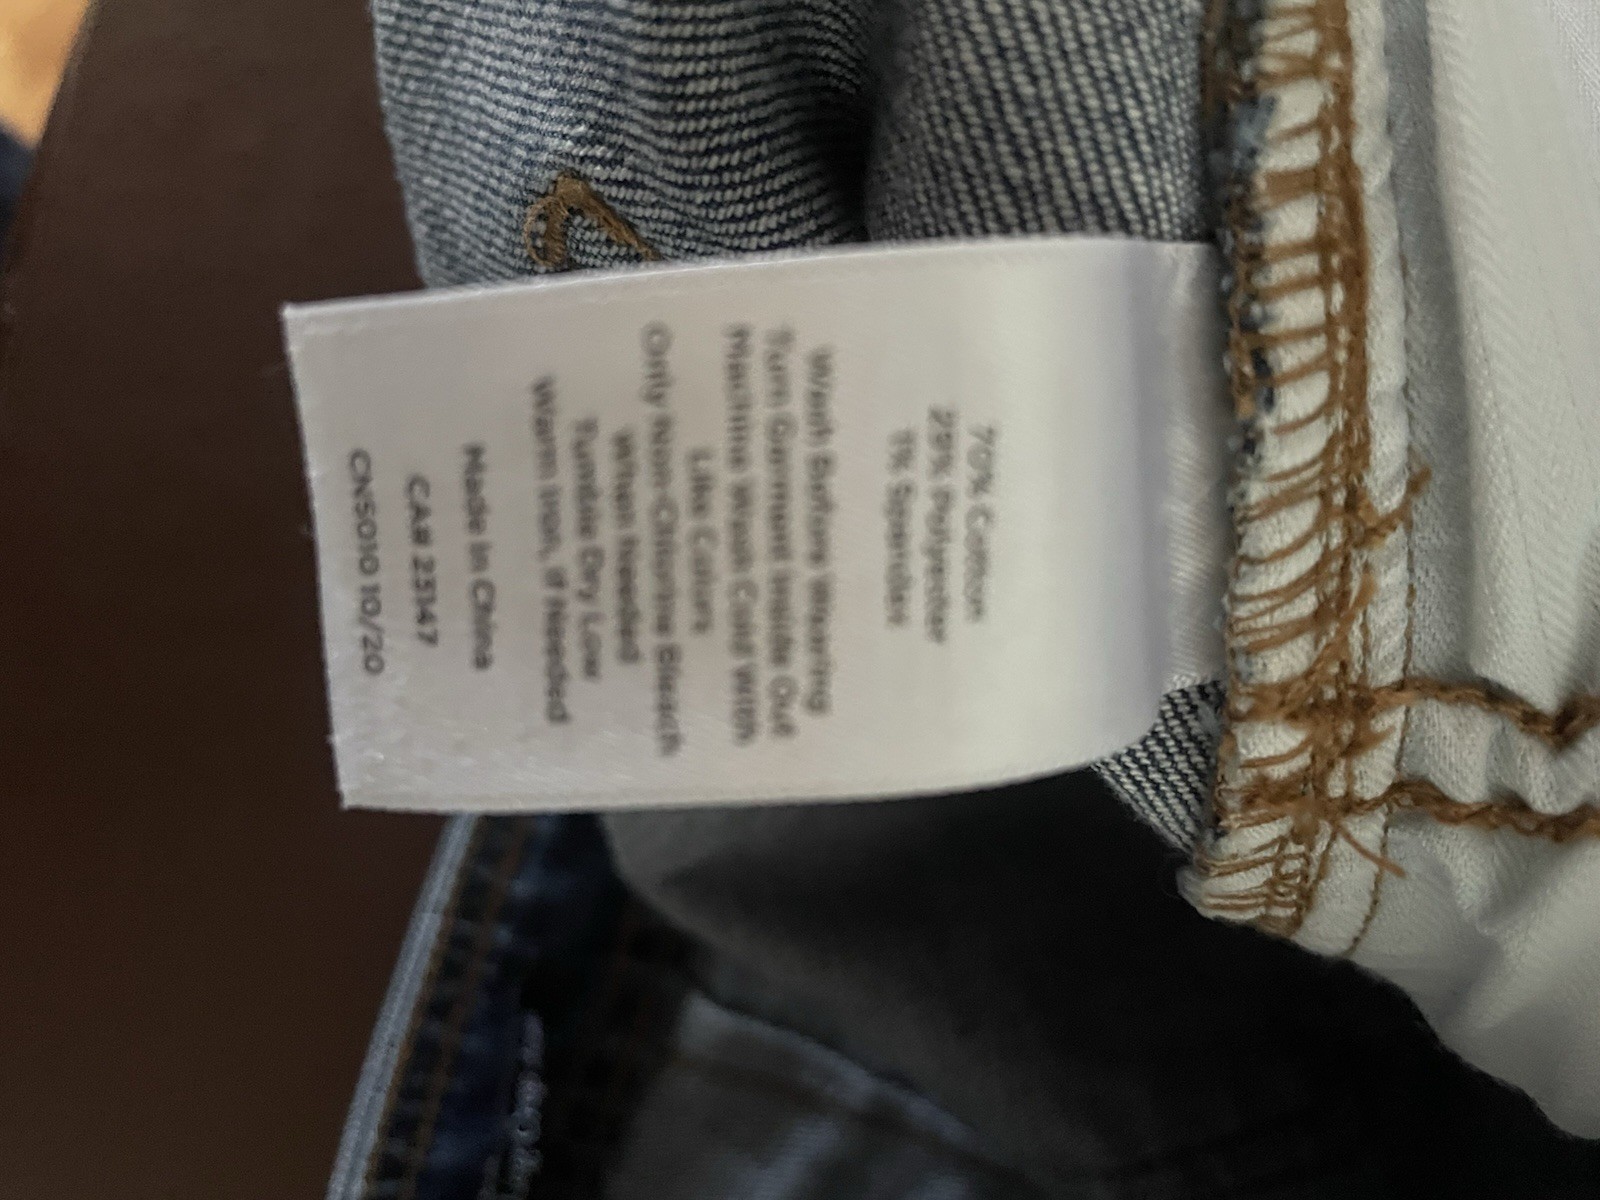 70% Cotton
29% Polyester
1% Spandex
Wash Before Wearing
Turn Garment Inside Out
Machine Wash Cold With
Like Colors
Only Non-Chlorine Bleach
When Needed
Tumble Dry Low
Warm Iron, If Needed
Made In China
CA# 23147
CNS010 10/20